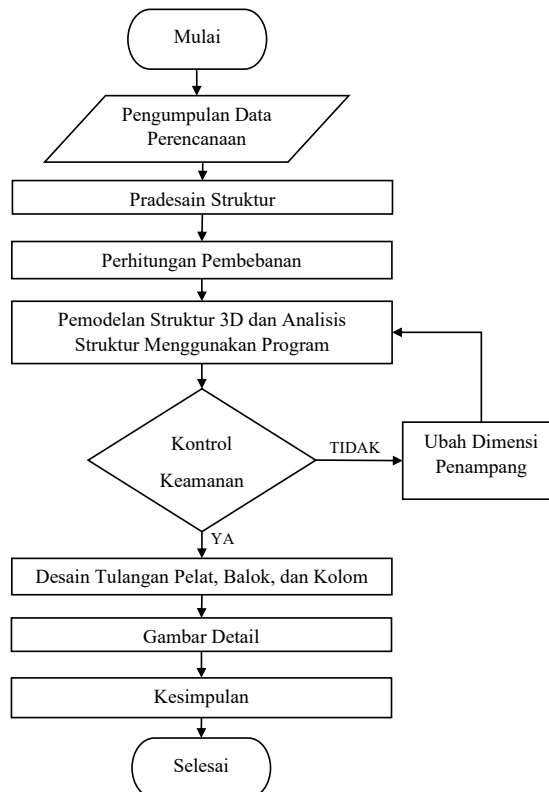 Mulai
Pengumpulan Data
Perencanaan
Pradesain Struktur
Perhitungan Pembebanan
Pemodelan Struktur 3D dan Analisis
Struktur Menggunakan Program
Kontrol
Keamanan
TIDAK
Ubah Dimensi
Penampang
YA
Desain Tulangan Pelat, Balok, dan Kolom
Gambar Detail
Kesimpulan
Selesai